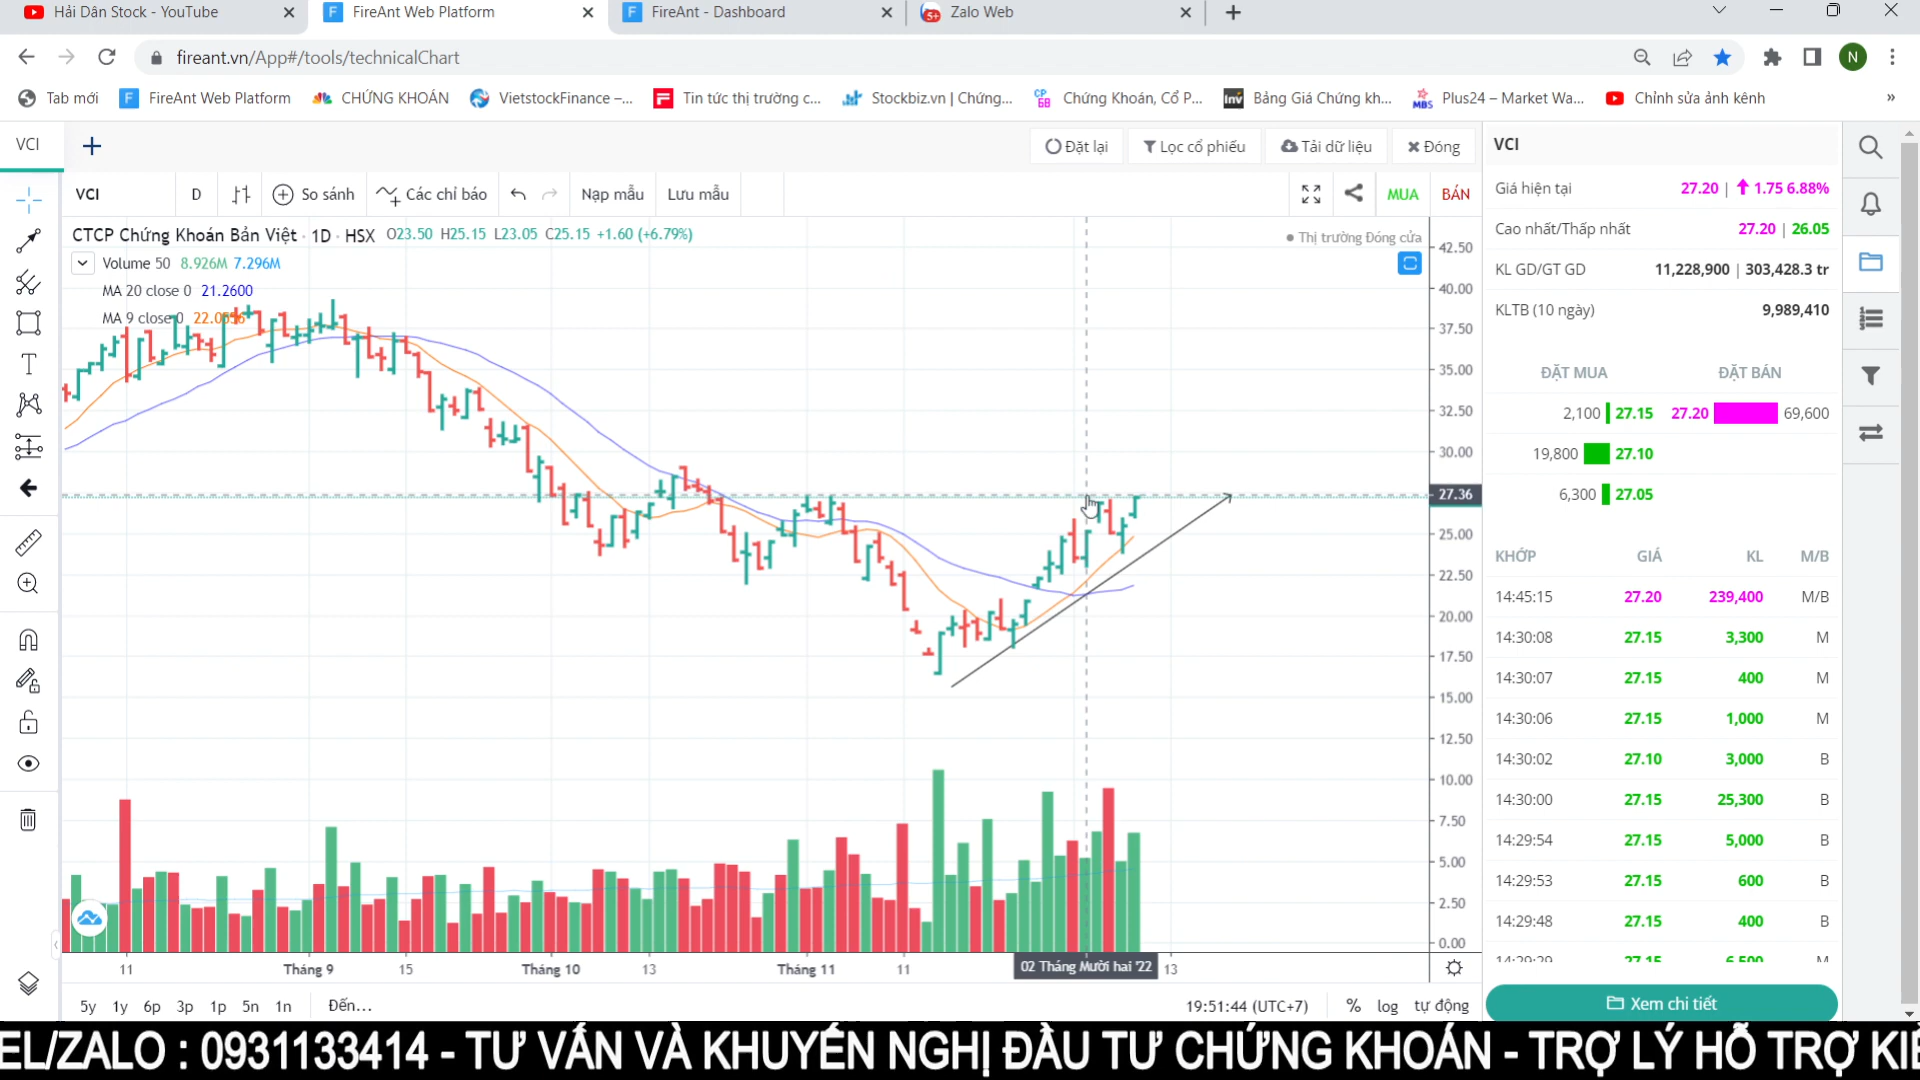 Hải Dân Stock - YouTube
FireAnt Web Platform
FireAnt - Dashboard
Zalo Web
fireant.vn/App#/tools/technicalChart
N
Tab mới
FireAnt Web Platform
CHỨNG KHOÁN
VietstockFinance –...
Tin tức thị trường c...
Stockbiz.vn | Chứng...
Chứng Khoán, Cổ P...
Bảng Giá Chứng kh...
Plus24 – Market Wa...
Chỉnh sửa ảnh kênh
VCI
Đặt lại
Lọc cổ phiếu
Tải dữ liệu
Đóng
VCI
D
So sánh
Các chỉ báo
Nạp mẫu
Lưu mẫu
MUA
BÁN
CTCP Chứng Khoán Bản Việt · 1D · HSX O23.50 H25.15 L23.05 C25.15 +1.60 (+6.79%)
Thị trường Đóng cửa
Volume 50 8.926M 7.296M
MA 20 close 0 21.2600
MA 9 close 0
42.50
40.00
37.50
35.00
32.50
30.00
27.36
25.00
22.50
20.00
17.50
15.00
12.50
10.00
7.50
5.00
2.50
0.00
11
Tháng 9
15
Tháng 10
13
Tháng 11
11
02 Tháng Mười hai '22
13
5y 1y 6p 3p 1p 5n 1n
Đến...
19:51:44 (UTC+7)
%
log
tự động
VCI
Giá hiện tại 27.20 | 1.75 6.88%
Cao nhất/Thấp nhất 27.20 | 26.05
KL GD/GT GD 11,228,900 | 303,428.3 tr
KLTB (10 ngày) 9,989,410
ĐẶT MUA ĐẶT BÁN
2,100 27.15 27.20 69,600
19,800 27.10
6,300 27.05
KHỚP GIÁ KL M/B
14:45:15 27.20 239,400 M/B
14:30:08 27.15 3,300 M
14:30:07 27.15 400 M
14:30:06 27.15 1,000 M
14:30:02 27.10 3,000 B
14:30:00 27.15 25,300 B
14:29:54 27.15 5,000 B
14:29:53 27.15 600 B
14:29:48 27.15 400 B
Xem chi tiết
EL/ZALO : 0931133414 - TƯ VẤN VÀ KHUYẾN NGHỊ ĐẦU TƯ CHỨNG KHOÁN - TRỢ LÝ HỖ TRỢ